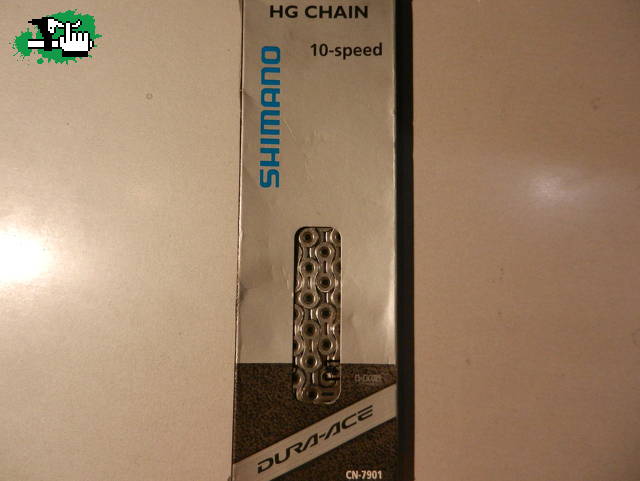 HG CHAIN
10-speed
SHIMANO
DURA-ACE
CN-7901